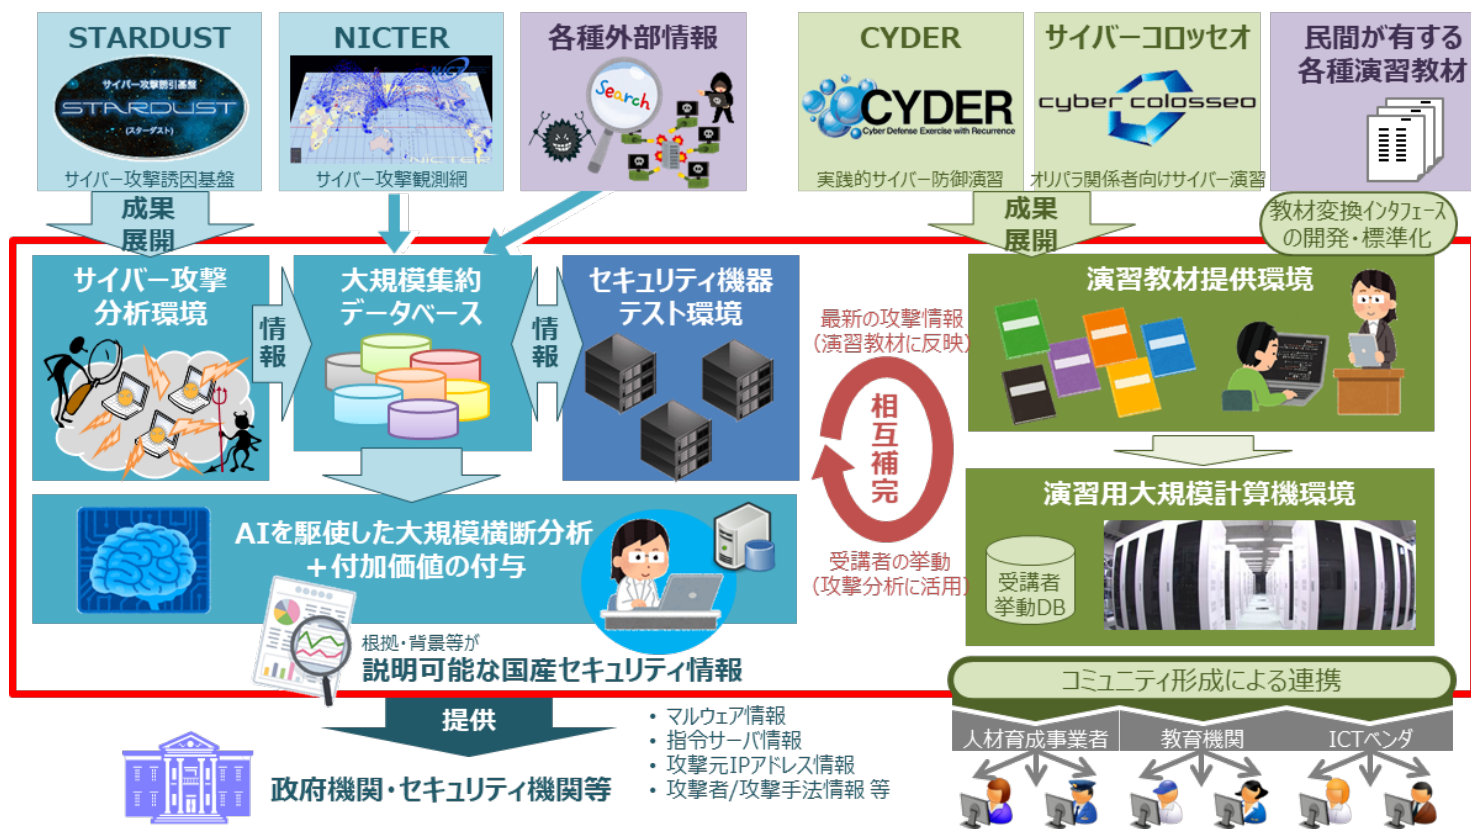 STARDUST
サイバー攻撃誘引基盤
STARDUST
(スターダスト)
サイバー攻撃誘因基盤
NICTER
NICT
NICTER
サイバー攻撃観測網
各種外部情報
Search
CYDER
CYDER
Cyber Defense Exercise with Recurrence
実践的サイバー防御演習
サイバーコロッセオ
cyber colosseo
オリパラ関係者向けサイバー演習
民間が有する
各種演習教材
成果
展開
成果
展開
教材変換インタフェース
の開発・標準化
サイバー攻撃
分析環境
情
報
大規模集約
データベース
情
報
セキュリティ機器
テスト環境
最新の攻撃情報
(演習教材に反映)
相
互
補
完
受講者の挙動
(攻撃分析に活用)
演習教材提供環境
演習用大規模計算機環境
受講者
挙動DB
AIを駆使した大規模横断分析
＋付加価値の付与
根拠・背景等が
説明可能な国産セキュリティ情報
コミュニティ形成による連携
提供
政府機関・セキュリティ機関等
• マルウェア情報
• 指令サーバ情報
• 攻撃元IPアドレス情報
• 攻撃者/攻撃手法情報 等
人材育成事業者
教育機関
ICTベンダ